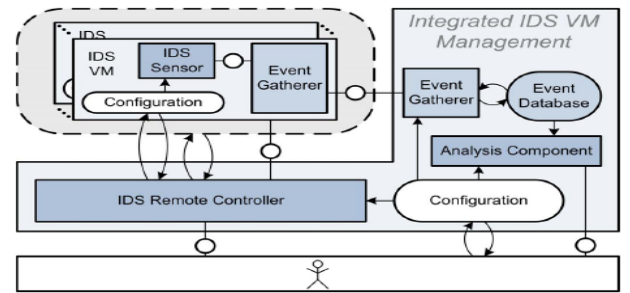 Integrated IDS VM
Management
IDS
IDS
VM
IDS
Sensor
Event
Gatherer
Configuration
Event
Gatherer
Event
Database
Analysis Component
IDS Remote Controller
Configuration